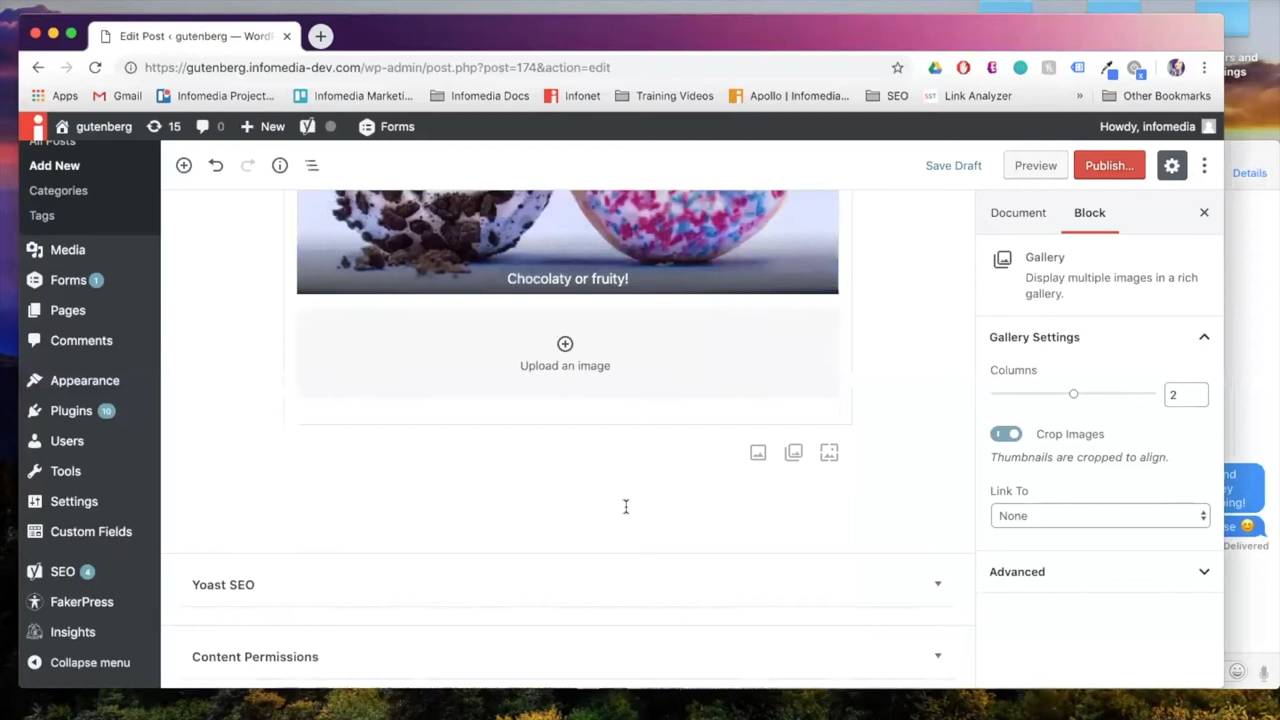 Edit Post ‹ gutenberg — WordP
https://gutenberg.infomedia-dev.com/wp-admin/post.php?post=174&action=edit
Apps
Gmail
Infomedia Project...
Infomedia Marketi...
Infomedia Docs
Infonet
Training Videos
Apollo | Infomedia...
SEO
SST
Link Analyzer
»
Other Bookmarks
gutenberg
15
0
New
Forms
Howdy, infomedia
All Posts
Add New
Categories
Tags
Media
Forms 1
Pages
Comments
Appearance
Plugins 10
Users
Tools
Settings
Custom Fields
SEO 4
FakerPress
Insights
Collapse menu
Save Draft
Preview
Publish...
Chocolaty or fruity!
Upload an image
Yoast SEO
Content Permissions
Document
Block
Gallery
Display multiple images in a rich
gallery.
Gallery Settings
Columns
2
Crop Images
Thumbnails are cropped to align.
Link To
None
Advanced
Details
Delivered